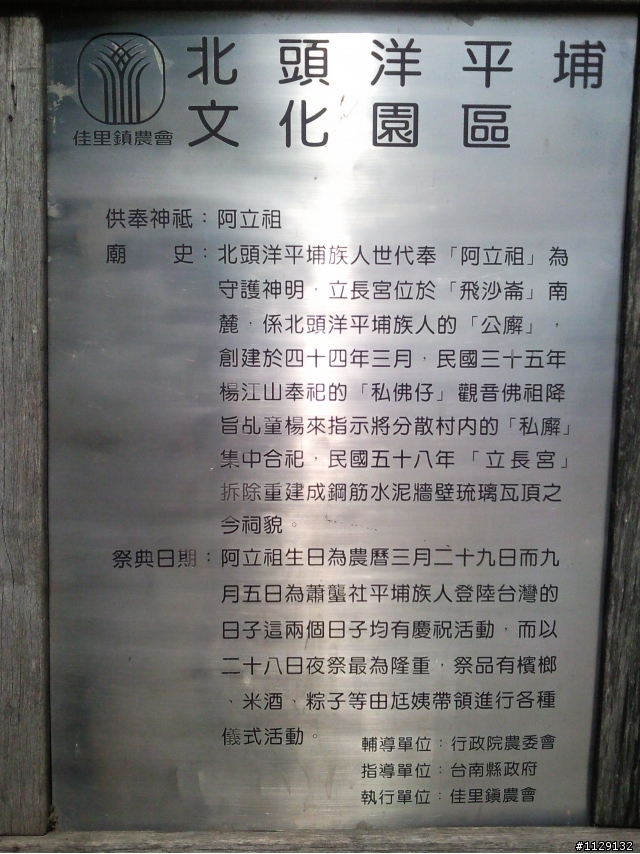 北頭洋平埔
文化園區
佳里鎮農會
供奉神祗：阿立祖
廟　史：北頭洋平埔族人世代奉「阿立祖」為
守護神明，立長宮位於「飛沙崙」南
麓，係北頭洋平埔族人的「公廨」，
創建於四十四年三月，民國三十五年
楊江山奉祀的「私佛仔」觀音佛祖降
旨乩童楊來指示將分散村內的「私廨」
集中合祀，民國五十八年「立長宮」
拆除重建成鋼筋水泥牆壁琉璃瓦頂之
今祠貌。
祭典日期：阿立祖生日為農曆三月二十九日而九
月五日為蕭壟社平埔族人登陸台灣的
日子這兩個日子均有慶祝活動，而以
二十八日夜祭最為隆重，祭品有檳榔
、米酒、粽子等由尪姨帶領進行各種
儀式活動。
輔導單位：行政院農委會
指導單位：台南縣政府
執行單位：佳里鎮農會
#1129132